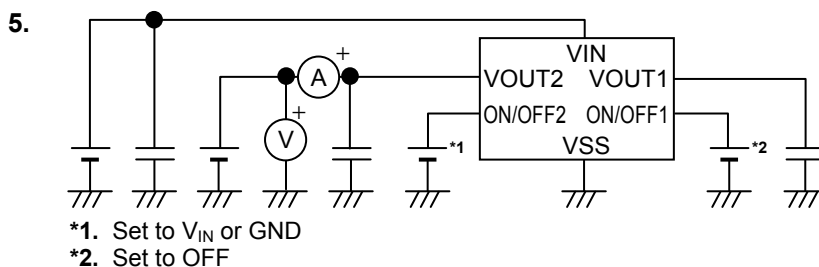 5.
VIN
VOUT2 VOUT1
ON/OFF2 ON/OFF1
VSS
A
+
V
+
*1
*2
*1. Set to VIN or GND
*2. Set to OFF